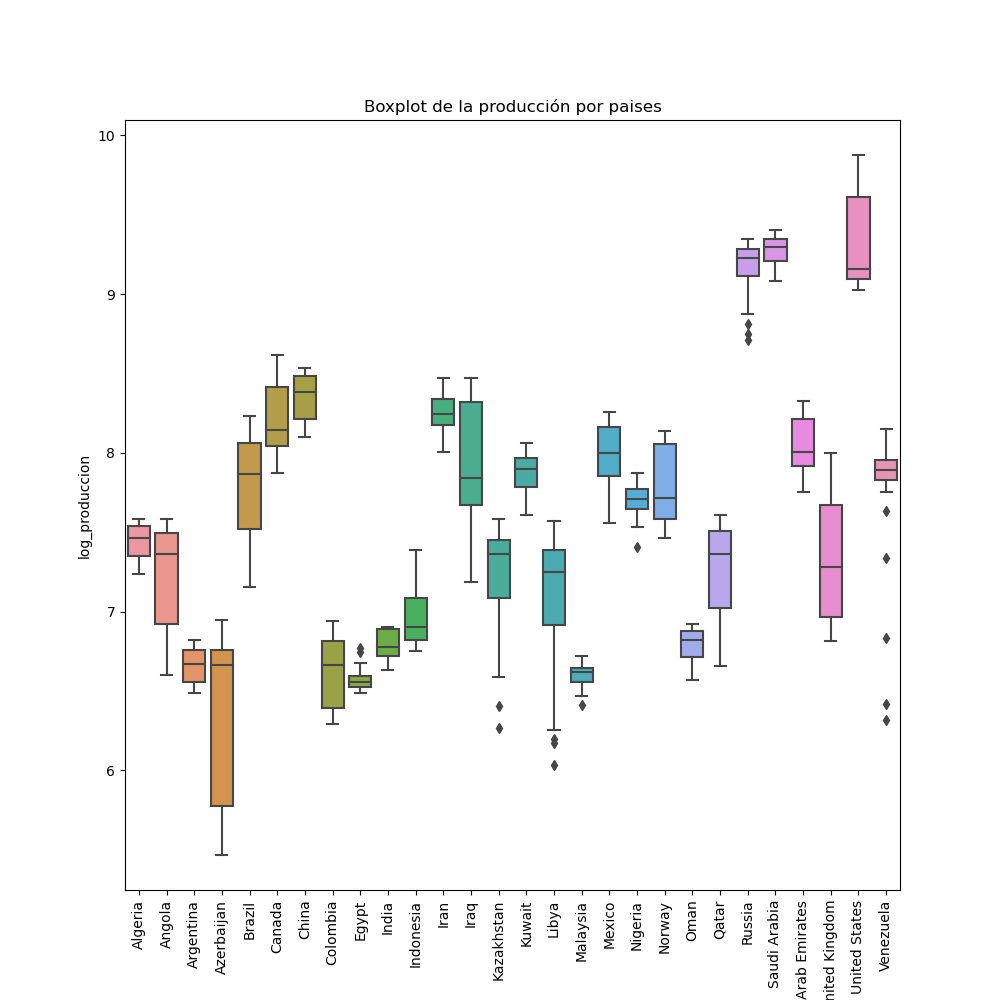 Boxplot de la producción por paises
log_produccion
10
9
8
7
6
Algeria
Angola
Argentina
Azerbaijan
Brazil
Canada
China
Colombia
Egypt
India
Indonesia
Iran
Iraq
Kazakhstan
Kuwait
Libya
Malaysia
Mexico
Nigeria
Norway
Oman
Qatar
Russia
Saudi Arabia
Arab Emirates
nited Kingdom
United States
Venezuela